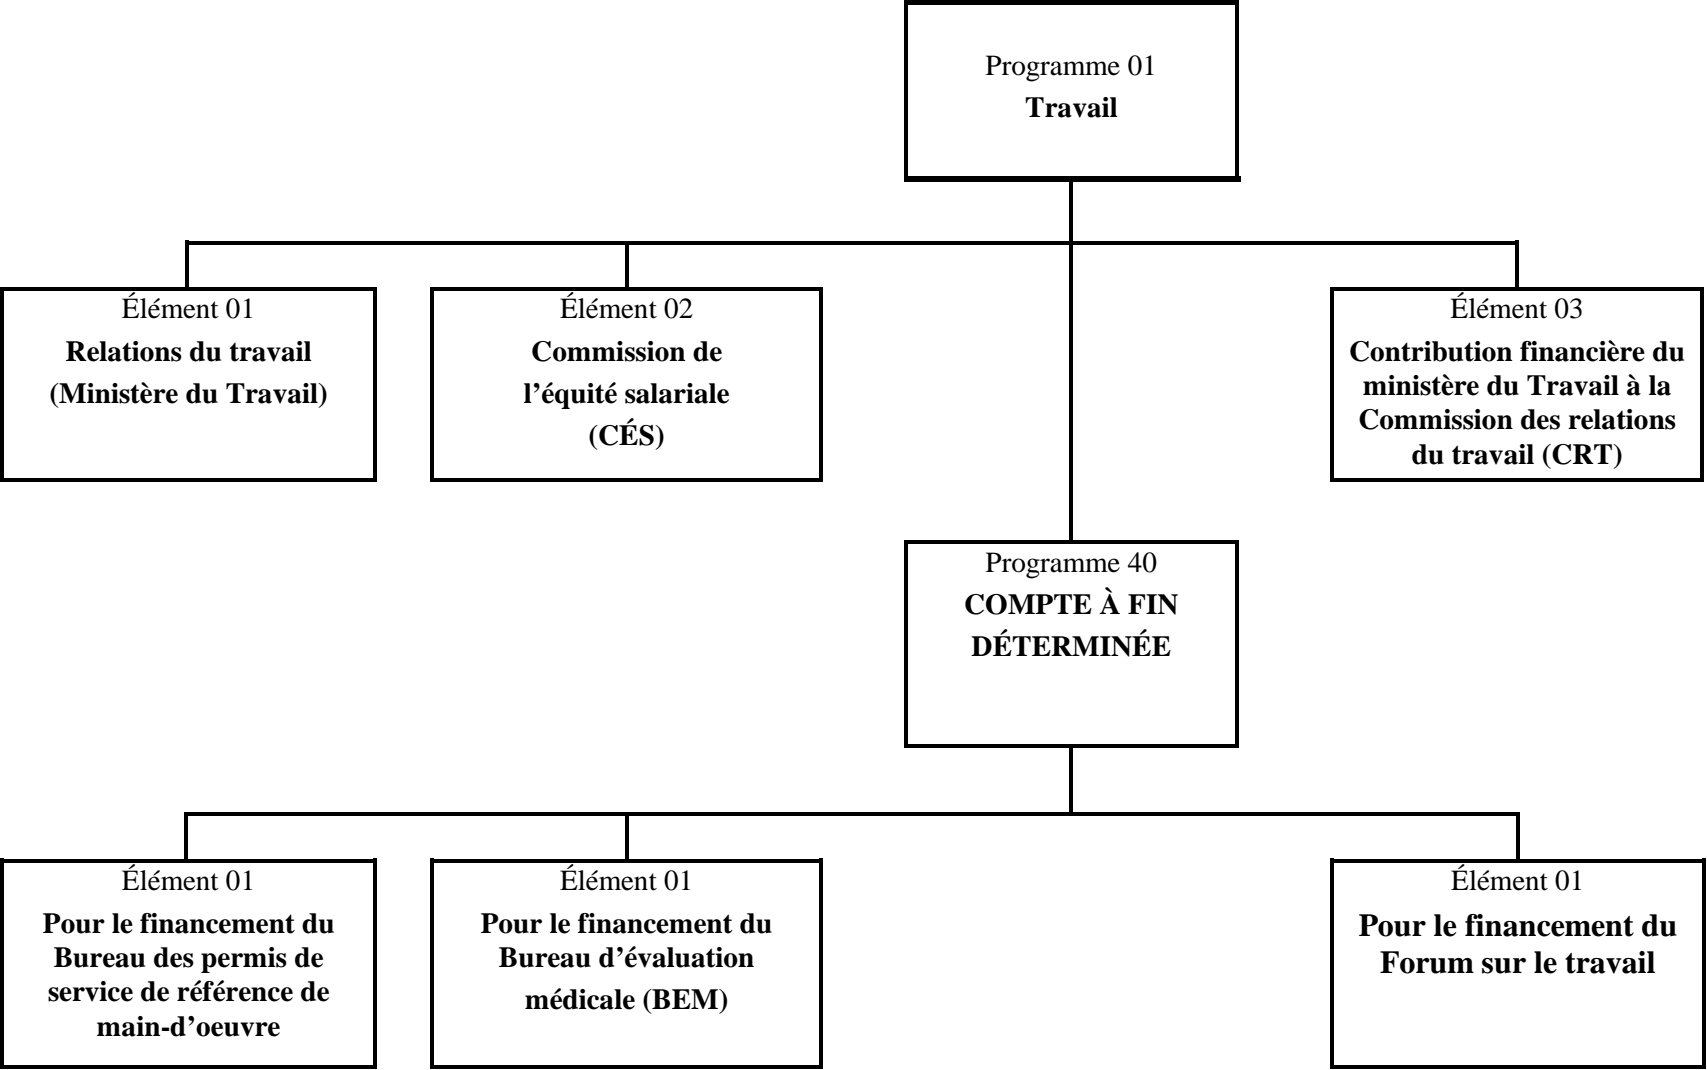 Programme 01
Travail
Élément 01
Relations du travail
(Ministère du Travail)
Élément 02
Commission de
l’équité salariale
(CÉS)
Élément 03
Contribution financière du
ministère du Travail à la
Commission des relations
du travail (CRT)
Programme 40
COMPTE À FIN
DÉTERMINÉE
Élément 01
Pour le financement du
Bureau des permis de
service de référence de
main-d’oeuvre
Élément 01
Pour le financement du
Bureau d’évaluation
médicale (BEM)
Élément 01
Pour le financement du
Forum sur le travail